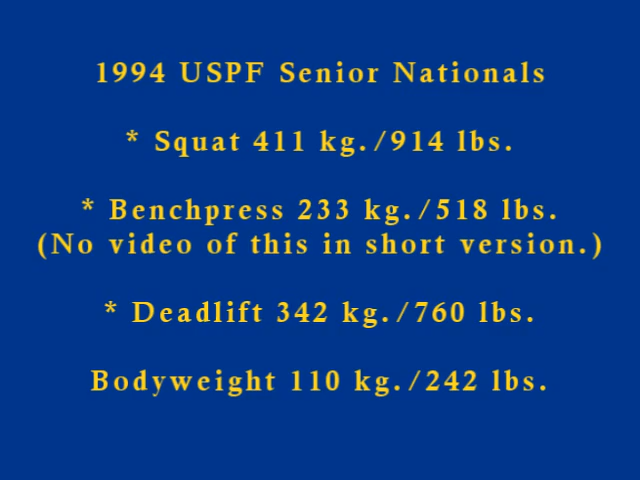 1994 USPF Senior Nationals
* Squat 411 kg./914 lbs.
* Benchpress 233 kg./518 lbs.
(No video of this in short version.)
* Deadlift 342 kg./760 lbs.
Bodyweight 110 kg./242 lbs.